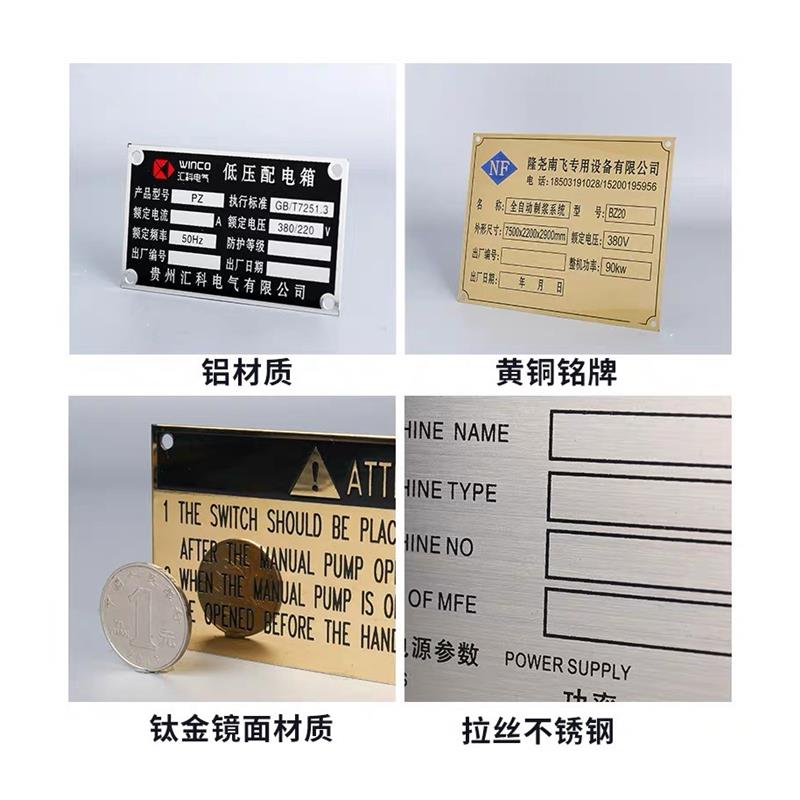 WINCO
汇科电气
低压配电箱
产品型号 PZ 执行标准 GB/T7251.3
额定电流 A 额定电压 380/220 V
额定频率 50Hz 防护等级
出厂编号 出厂日期
贵州汇科电气有限公司
铝材质
NF
隆尧南飞专用设备有限公司
电 话: 18503191028/15200195956
名 称: 全自动制浆系统 型 号: BZ20
外形尺寸: 7500x2200x2900mm 额定电压: 380V
出厂编号: 整机功率: 90kw
出厂日期: 年 月 日
黄铜铭牌
ATT
1 THE SWITCH SHOULD BE PLAC
AFTER THE MANUAL PUMP OP
WHEN THE MANUAL PUMP IS O
E OPENED BEFORE THE HAND
1
元
钛金镜面材质
HINE NAME
HINE TYPE
HINE NO
OF MFE
源参数 POWER SUPPLY
功率
拉丝不锈钢